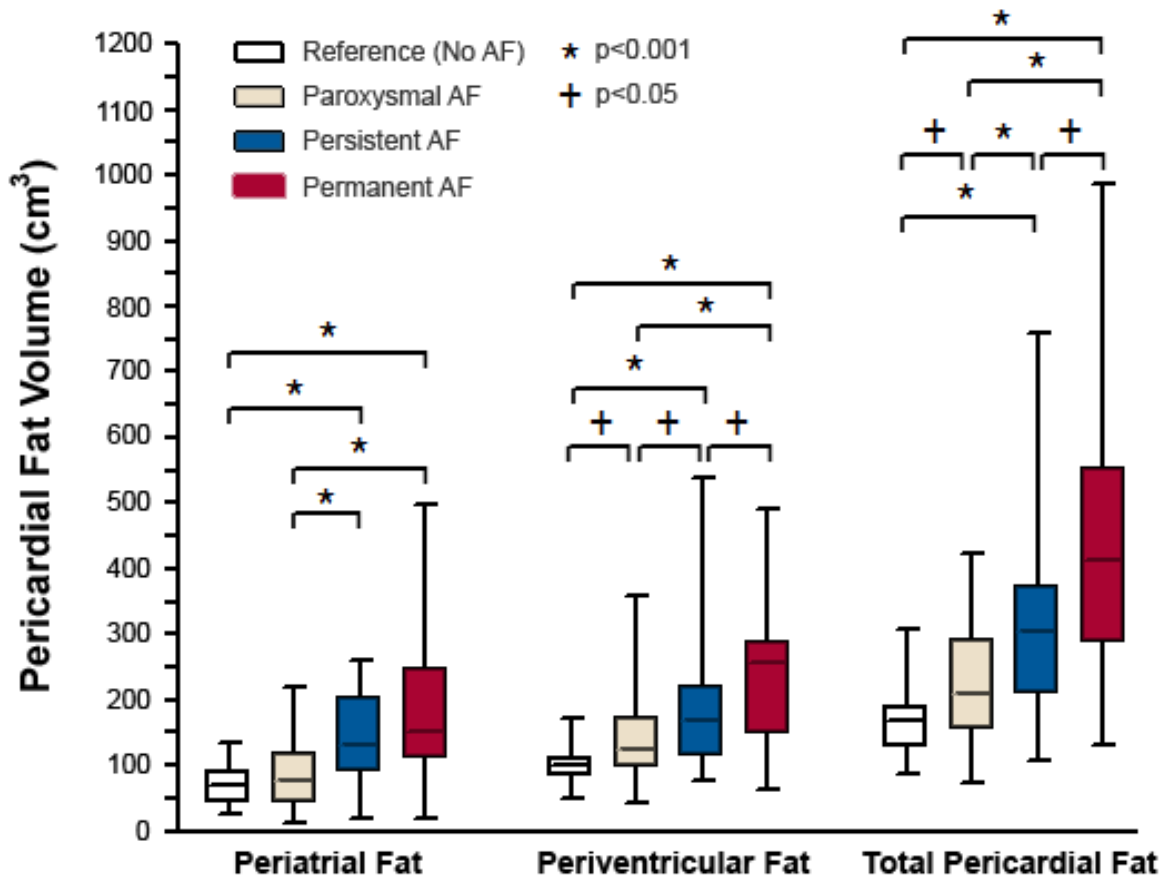 Pericardial Fat Volume (cm³)
1200
1100
1000
900
800
700
600
500
400
300
200
100
0
Reference (No AF)
Paroxysmal AF
Persistent AF
Permanent AF
* p<0.001
+ p<0.05
*
*
*
*
*
*
*
+
+
+
*
*
+
*
+
*
Periatrial Fat
Periventricular Fat
Total Pericardial Fat